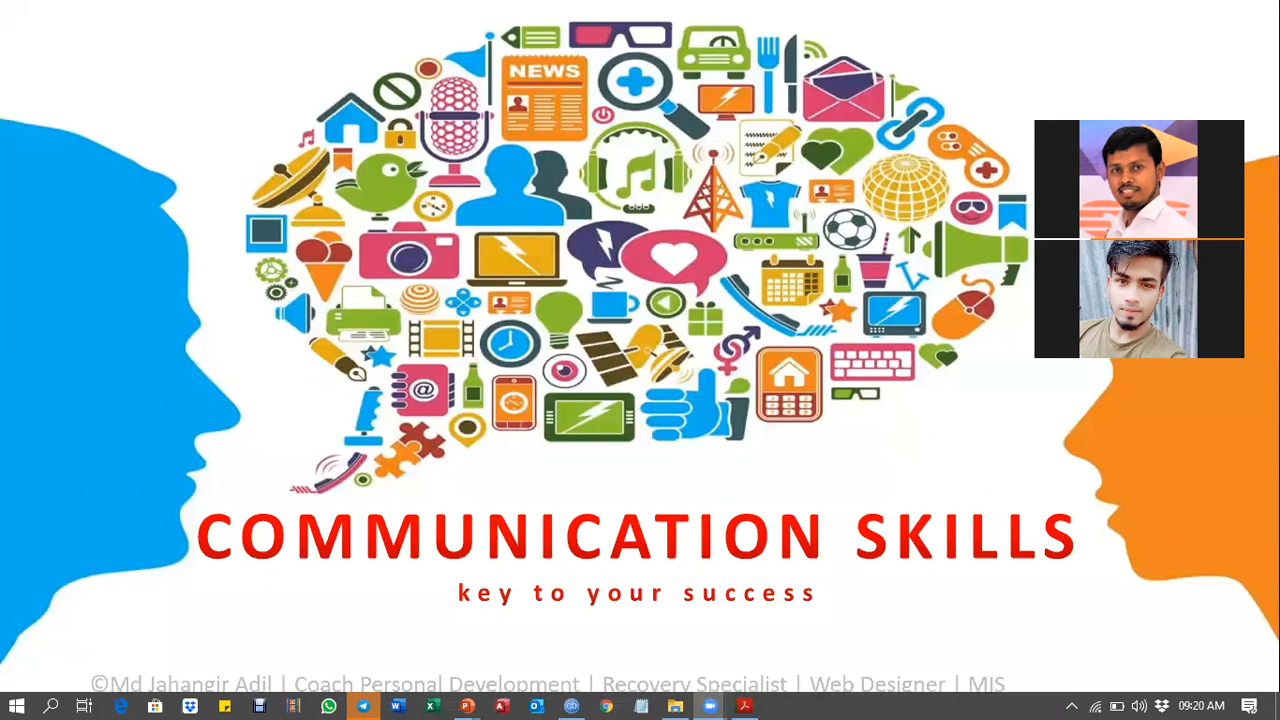 NEWS
COMMUNICATION SKILLS
key to your success
©Md Jahangir Adil | Coach Personal Development | Recovery Specialist | Web Designer | MJS
09:20 AM